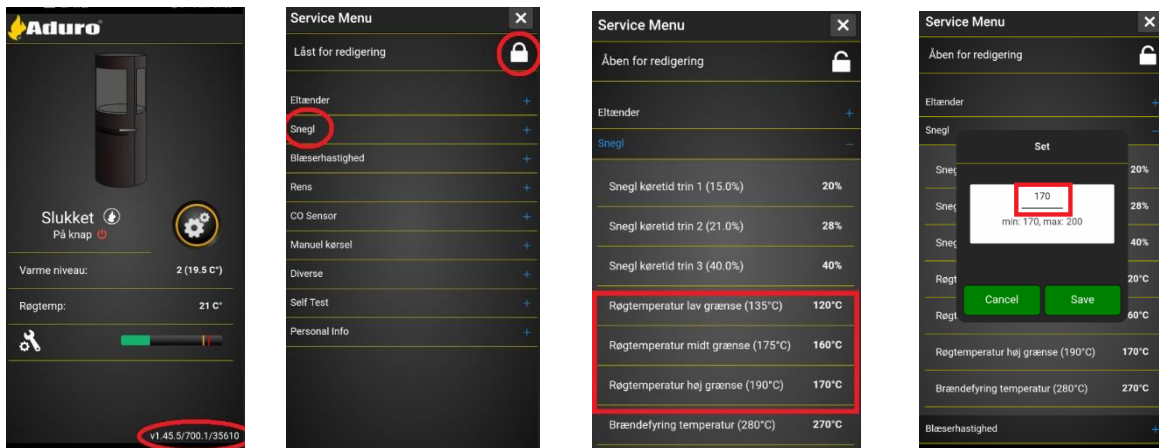 Aduro
Slukket
På knap
Varme niveau: 2 (19.5 C°)
Røgtemp: 21 C°
v1.45.5/700.1/35610
Service Menu
Låst for redigering
Eltænder +
Snegl +
Blæserhastighed +
Rens +
CO Sensor +
Manuel kørsel +
Diverse +
Self Test +
Personal Info +
Service Menu
Åben for redigering
Eltænder +
Snegl –
Snegl køretid trin 1 (15.0%) 20%
Snegl køretid trin 2 (21.0%) 28%
Snegl køretid trin 3 (40.0%) 40%
Røgtemperatur lav grænse (135°C) 120°C
Røgtemperatur midt grænse (175°C) 160°C
Røgtemperatur høj grænse (190°C) 170°C
Brændefyring temperatur (280°C) 270°C
Service Menu
Åben for redigering
Eltænder +
Snegl –
Set
Sneg 20%
170
Sneg 28%
min: 170, max: 200
Sneg 40%
Røgt 20°C
Cancel Save
Røgt 60°C
Røgtemperatur høj grænse (190°C) 170°C
Brændefyring temperatur (280°C) 270°C
Blæserhastighed +